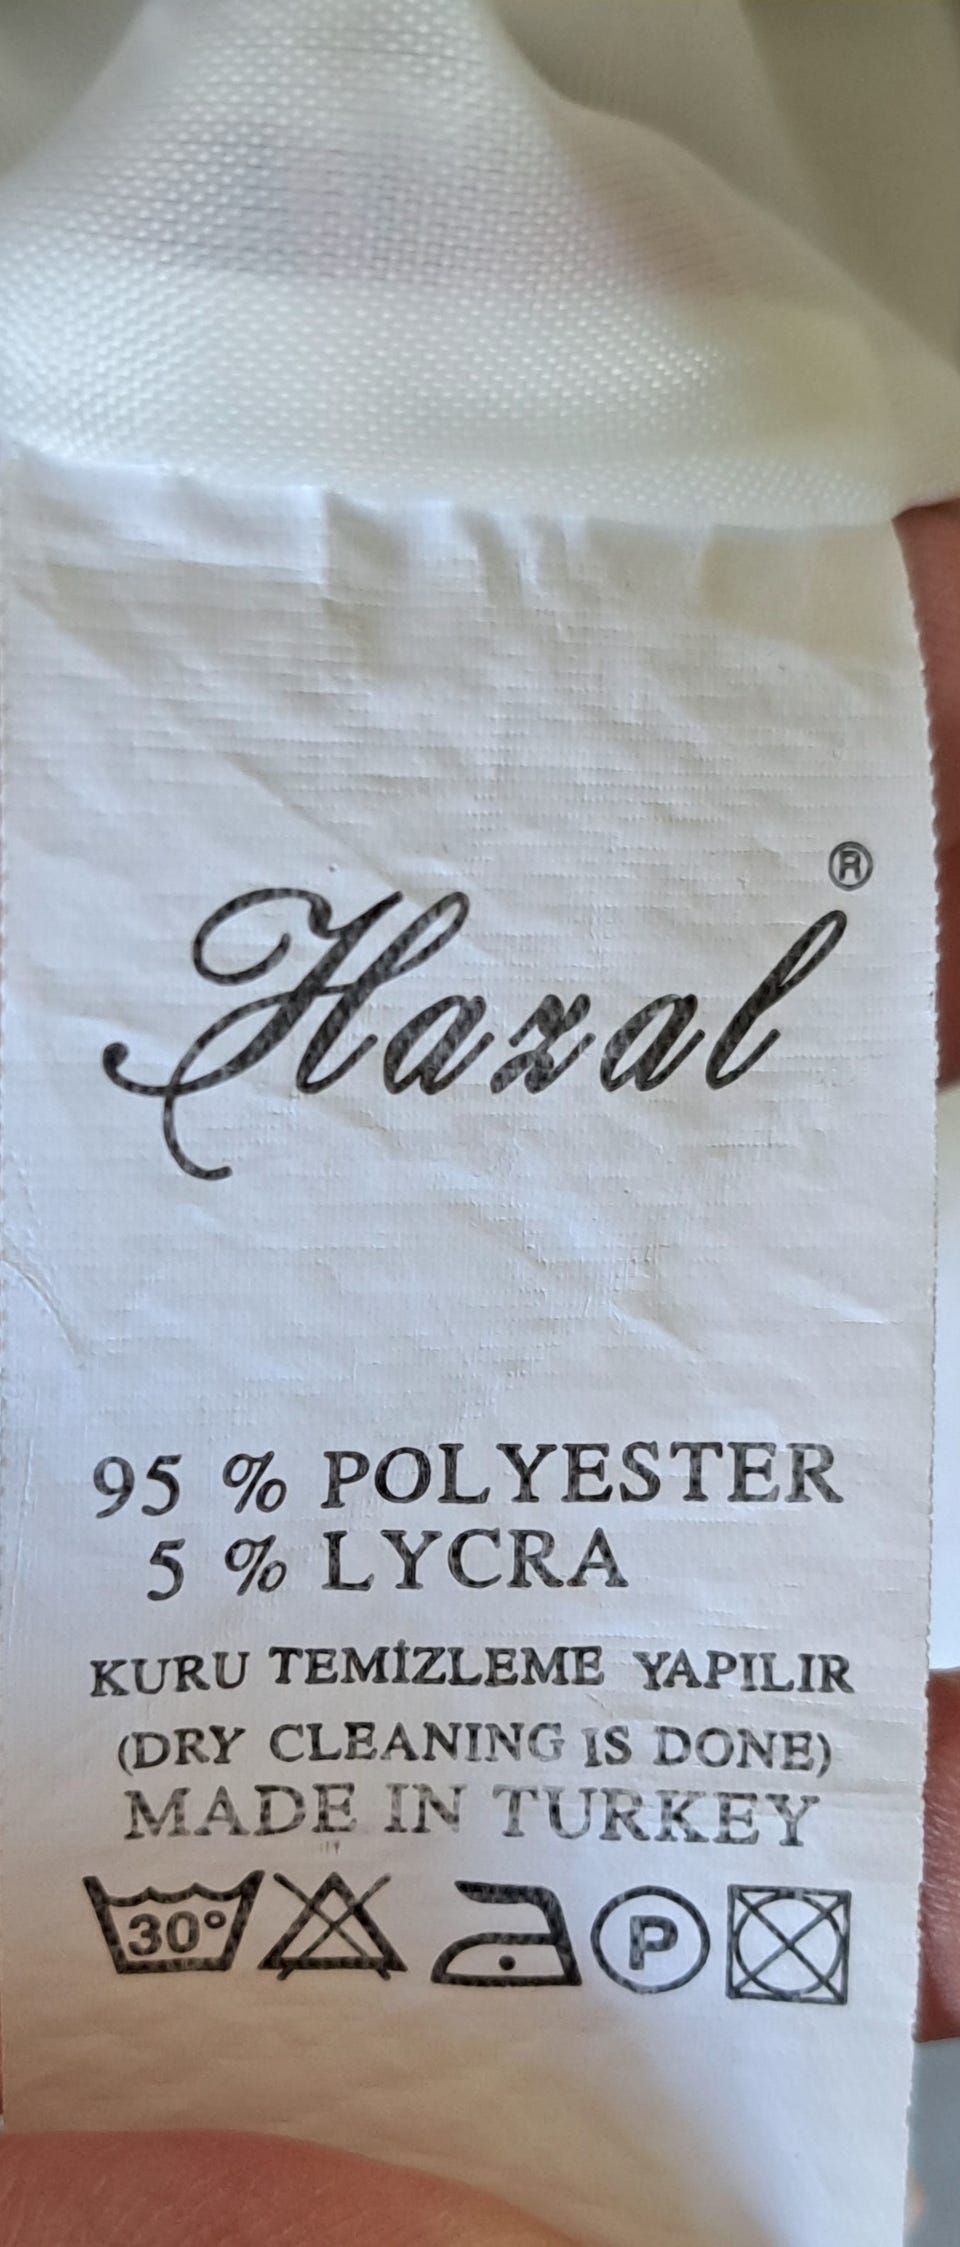 Hazal®
95 % POLYESTER
5 % LYCRA
KURU TEMİZLEME YAPILIR
(DRY CLEANING IS DONE)
MADE IN TURKEY
30° P